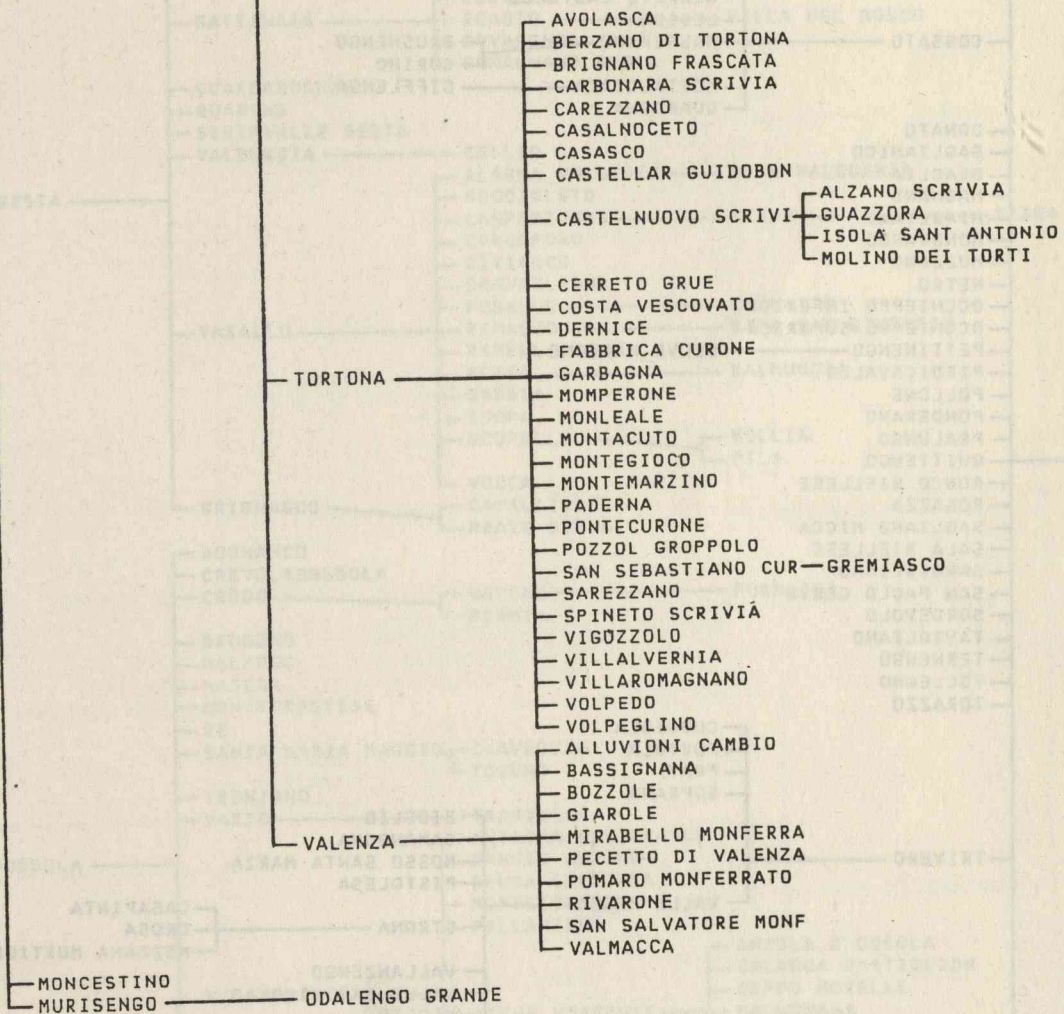 AVOLASCA
BERZANO DI TORTONA
BRIGNANO FRASCATA
CARBONARA SCRIVIA
CAREZZANO
CASALNOCETO
CASASCO
CASTELLAR GUIDOBON
CASTELNUOVO SCRIVI
ALZANO SCRIVIA
GUAZZORA
ISOLA SANT ANTONIO
MOLINO DEI TORTI
CERRETO GRUE
COSTA VESCOVATO
DERNICE
FABBRICA CURONE
TORTONA
GARBAGNA
MOMPERONE
MONLEALE
MONTACUTO
MONTEGIOCO
MONTEMARZINO
PADERNA
PONTECURONE
POZZOL GROPPOLO
SAN SEBASTIANO CUR
GREMIASCO
SAREZZANO
SPINETO SCRIVIA
VIGUZZOLO
VILLALVERNIA
VILLAROMAGNANO
VOLPEDO
VOLPEGLINO
ALLUVIONI CAMBIO
BASSIGNANA
BOZZOLE
GIAROLE
VALENZA
MIRABELLO MONFERRA
PECETTO DI VALENZA
POMARO MONFERRATO
RIVARONE
SAN SALVATORE MONF
VALMACCA
MONCESTINO
MURISENGO
ODALENGO GRANDE